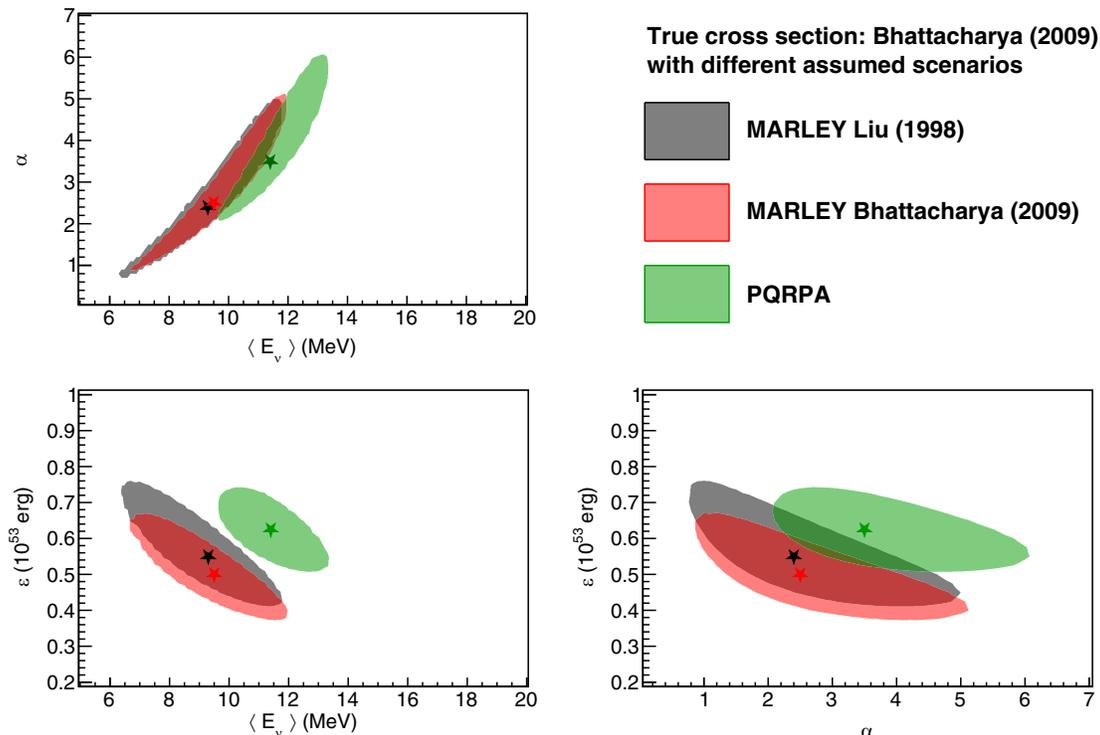 7
6
5
4
3
2
1
α
6 8 10 12 14 16 18 20
⟨ Eν ⟩ (MeV)
True cross section: Bhattacharya (2009)
with different assumed scenarios
MARLEY Liu (1998)
MARLEY Bhattacharya (2009)
PQRPA
1
0.9
0.8
0.7
0.6
0.5
0.4
0.3
0.2
ε (10^53 erg)
6 8 10 12 14 16 18 20
⟨ Eν ⟩ (MeV)
1
0.9
0.8
0.7
0.6
0.5
0.4
0.3
0.2
ε (10^53 erg)
1 2 3 4 5 6 7
α